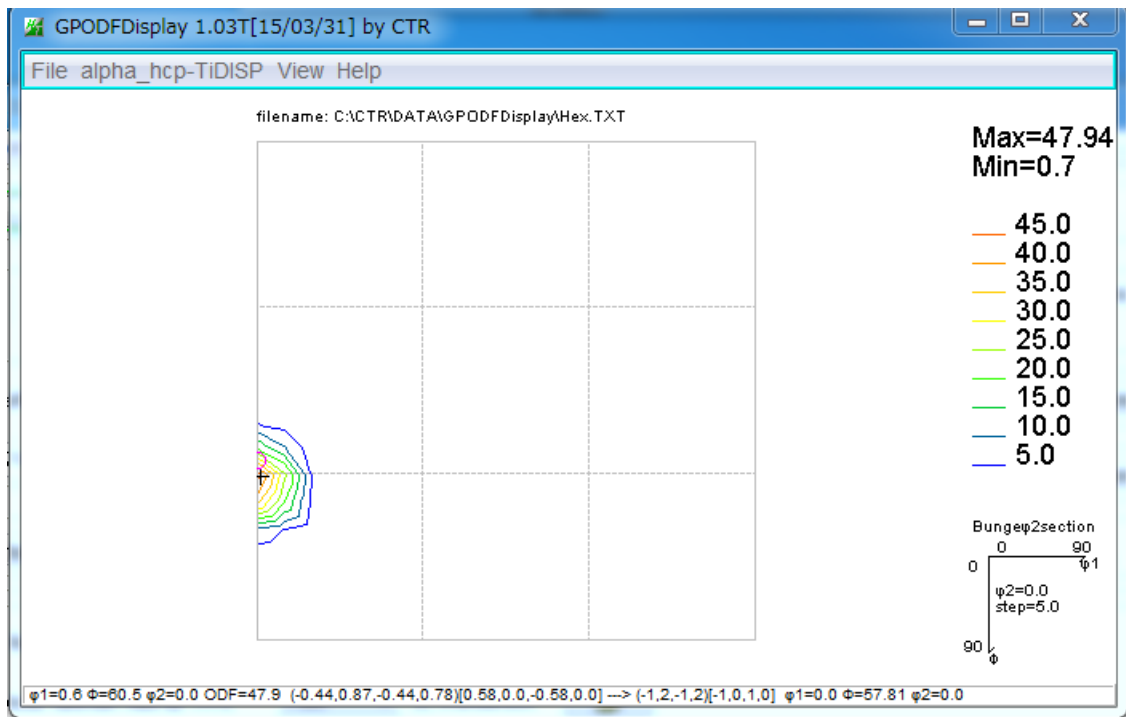 GPODFDisplay 1.03T[15/03/31] by CTR
File alpha_hcp-TiDISP View Help
filename: C:\CTR\DATA\GPODFDisplay\Hex.TXT
Max=47.94
Min=0.7
45.0
40.0
35.0
30.0
25.0
20.0
15.0
10.0
5.0
Bungeφ2section
0 90
0 φ1
φ2=0.0
step=5.0
90
Φ
φ1=0.6 Φ=60.5 φ2=0.0 ODF=47.9 (-0.44,0.87,-0.44,0.78)[0.58,0.0,-0.58,0.0] ---> (-1,2,-1,2)[-1,0,1,0] φ1=0.0 Φ=57.81 φ2=0.0